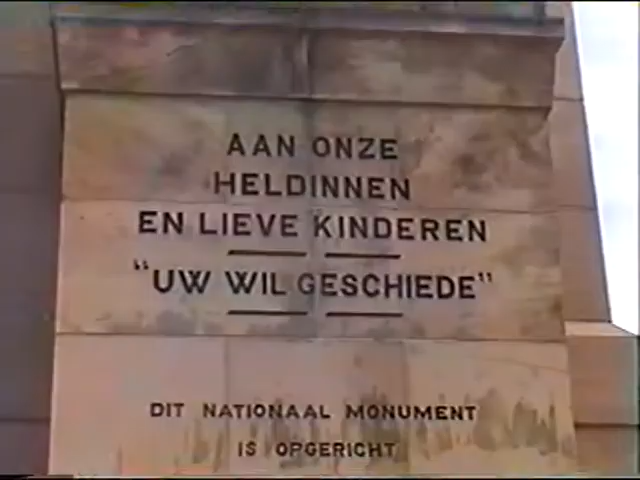 AAN ONZE
HELDINNEN
EN LIEVE KINDEREN
"UW WIL GESCHIEDE"
DIT NATIONAAL MONUMENT
IS OPGERICHT